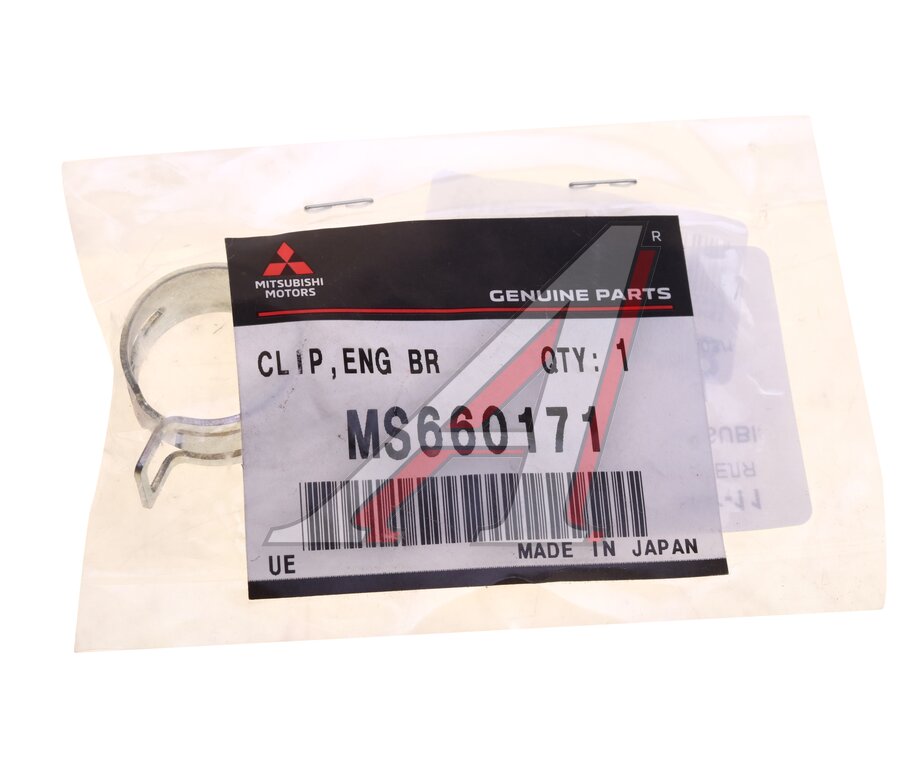 MITSUBISHI
MOTORS
R
GENUINE PARTS
CLIP,ENG BR QTY: 1
MS660171
UE MADE IN JAPAN